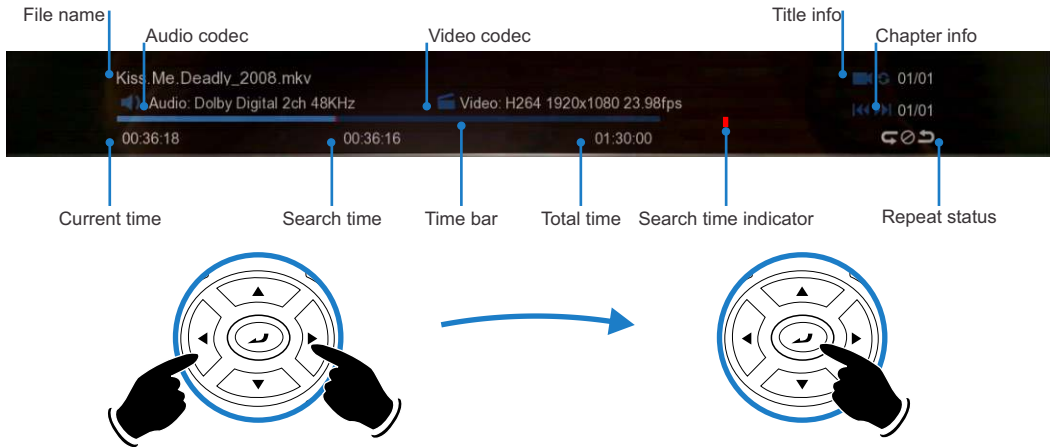 File name
Title info
Audio codec
Video codec
Chapter info
Kiss.Me.Deadly_2008.mkv
01/01
Audio: Dolby Digital 2ch 48KHz
Video: H264 1920x1080 23.98fps
01/01
00:36:18
00:36:16
01:30:00
Current time
Search time
Time bar
Total time
Search time indicator
Repeat status